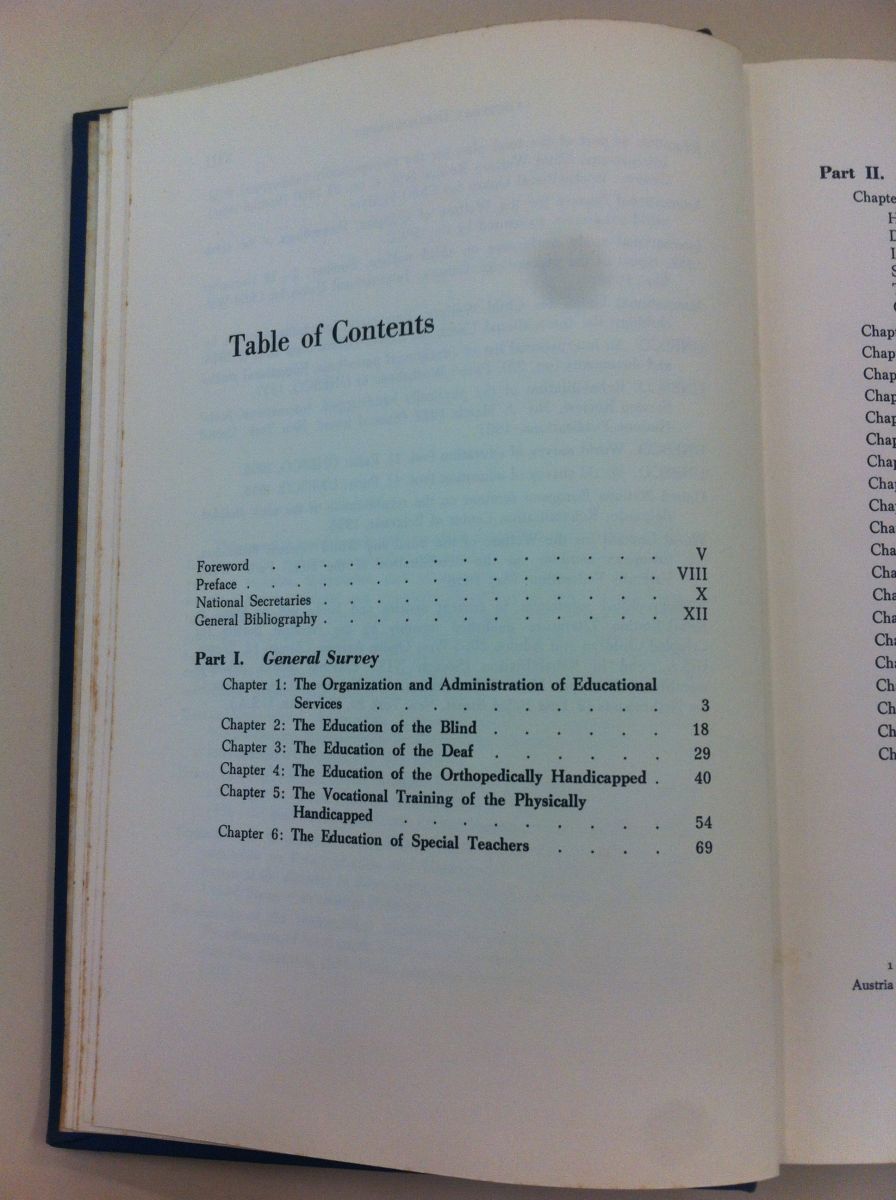 Table of Contents
Foreword . . . . . . . . . . . . . . . . V
Preface . . . . . . . . . . . . . . . . . VIII
National Secretaries . . . . . . . . . . . . . X
General Bibliography . . . . . . . . . . . . . XII
Part I. General Survey
Chapter 1: The Organization and Administration of Educational
Services . . . . . . . . . . 3
Chapter 2: The Education of the Blind . . . . . . 18
Chapter 3: The Education of the Deaf . . . . . . 29
Chapter 4: The Education of the Orthopedically Handicapped . 40
Chapter 5: The Vocational Training of the Physically
Handicapped . . . . . . . . . 54
Chapter 6: The Education of Special Teachers . . . . 69
Part II.
1
Austria